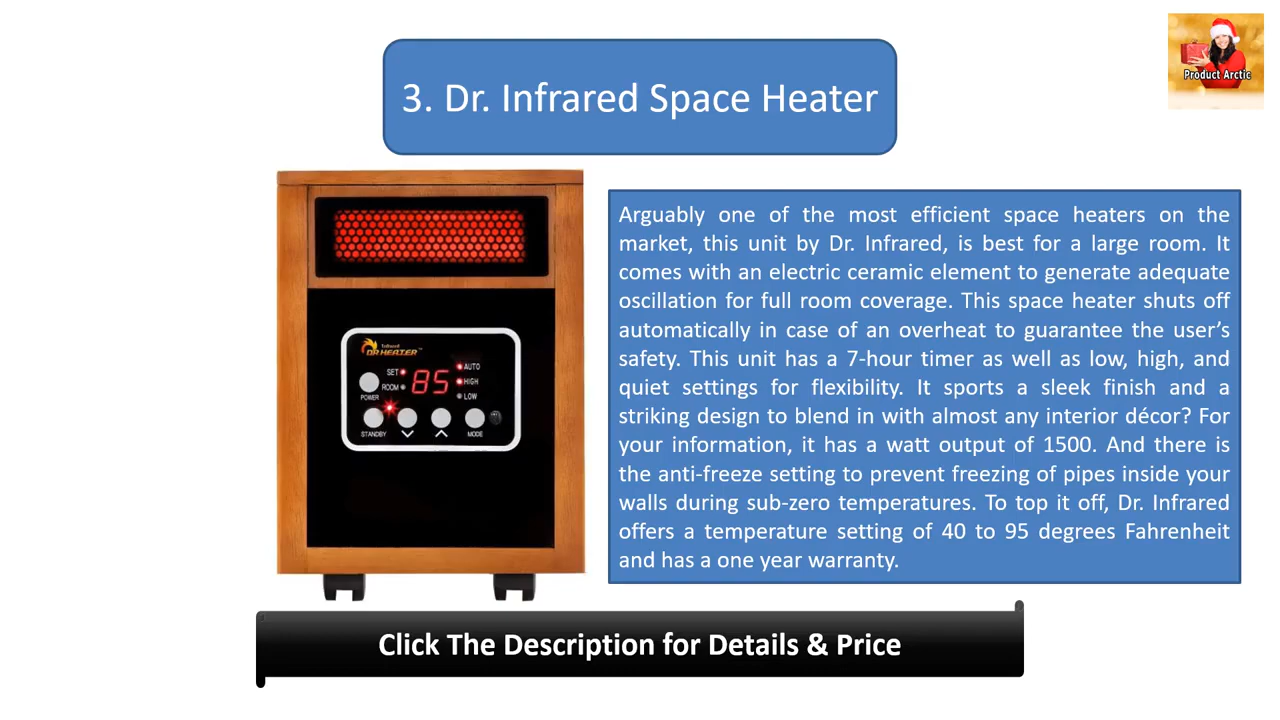 Product Arctic
3. Dr. Infrared Space Heater
Arguably one of the most efficient space heaters on the
market, this unit by Dr. Infrared, is best for a large room. It
comes with an electric ceramic element to generate adequate
oscillation for full room coverage. This space heater shuts off
automatically in case of an overheat to guarantee the user’s
safety. This unit has a 7-hour timer as well as low, high, and
quiet settings for flexibility. It sports a sleek finish and a
striking design to blend in with almost any interior décor? For
your information, it has a watt output of 1500. And there is
the anti-freeze setting to prevent freezing of pipes inside your
walls during sub-zero temperatures. To top it off, Dr. Infrared
offers a temperature setting of 40 to 95 degrees Fahrenheit
and has a one year warranty.
Infrared
DR HEATER™
SET
ROOM
85
AUTO
HIGH
LOW
POWER
STANDBY
MODE
Click The Description for Details & Price